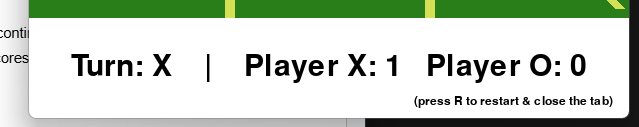 Turn: X | Player X: 1 Player O: 0
(press R to restart & close the tab)